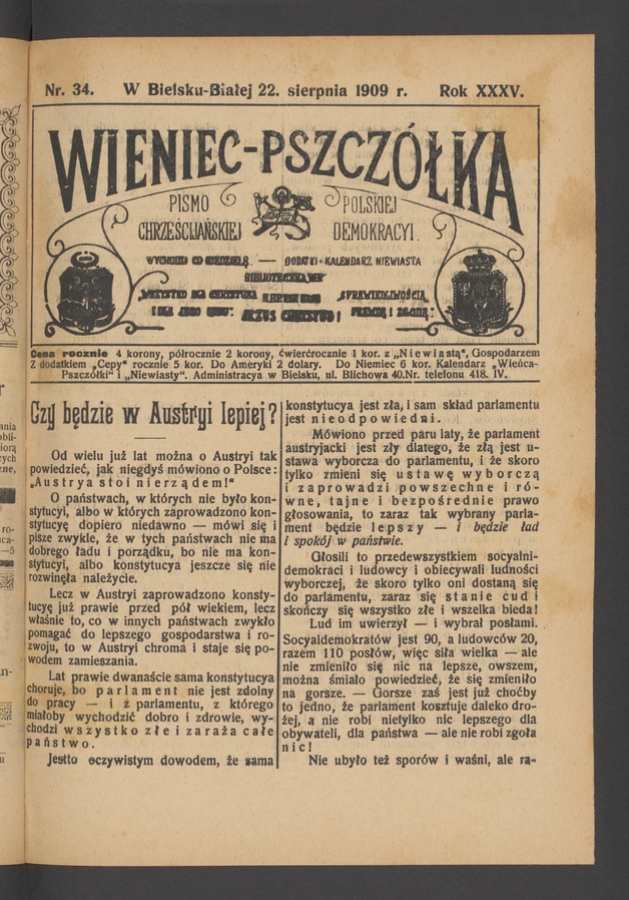 Nr. 34. W Bielsku-Białej 22. sierpnia 1909 r. Rok XXXV.
WIENIEC-PSZCZÓŁKA
PISMO POLSKIEJ
CHRZEŚCIJAŃSKIEJ DEMOKRACYI.
WYCHODZI CO NIEDZIELĄ — DODATKI - KALENDARZ NIEWIASTA
SPRAWIEDLIWOŚCIĄ
PRAWDĄ I ZGODĄ!
Cena rocznie 4 korony, półrocznie 2 korony, ćwierćrocznie 1 kor. z „Niewiastą", Gospodarzem
Z dodatkiem „Cepy" rocznie 5 kor. Do Ameryki 2 dolary. Do Niemiec 6 kor. Kalendarz „Wieńca-
Pszczółki" i „Niewiasty". Administracya w Bielsku, ul. Blichowa 40. Nr. telefonu 418. IV.
Czy będzie w Austryi lepiej?
Od wielu już lat można o Austryi tak
powiedzieć, jak niegdyś mówiono o Polsce:
„Austrya stoi nierządem!"
O państwach, w których nie było kon-
stytucyi, albo w których zaprowadzono kon-
stytucyę dopiero niedawno — mówi się i
pisze zwykle, że w tych państwach nie ma
dobrego ładu i porządku, bo nie ma kon-
stytucyi, albo konstytucya jeszcze się nie
rozwinęła należycie.
Lecz w Austryi zaprowadzono konsty-
tucyę już prawie przed pół wiekiem, lecz
właśnie to, co w innych państwach zwykło
pomagać do lepszego gospodarstwa i ro-
zwoju, to w Austryi chroma i staje się po-
wodem zamieszania.
Lat prawie dwanaście sama konstytucya
choruje, bo parlament nie jest zdolny
do pracy — i z parlamentu, z którego
miałoby wychodzić dobro i zdrowie, wy-
chodzi wszystko złe i zaraża całe
państwo.
Jestto oczywistym dowodem, że sama
konstytucya jest zła, i sam skład parlamentu
jest nieodpowiedni.
Mówiono przed paru laty, że parlament
austryjacki jest zły dlatego, że złą jest u-
stawa wyborcza do parlamentu, i że skoro
tylko zmieni się ustawę wyborczą
i zaprowadzi powszechne i ró-
wne, tajne i bezpośrednie prawo
głosowania, to zaraz tak wybrany parla-
ment będzie lepszy — i będzie ład
i spokój w państwie.
Głosili to przedewszystkiem socyalni-
demokraci i ludowcy i obiecywali ludności
wyborczej, że skoro tylko oni dostaną się
do parlamentu, zaraz się stanie cud i
skończy się wszystko złe i wszelka bieda!
Lud im uwierzył — i wybrał posłami.
Socyaldemokratów jest 90, a ludowców 20,
razem 110 posłów, więc siła wielka — ale
nie zmieniło się nic na lepsze, owszem,
można śmiało powiedzieć, że się zmieniło
na gorsze. — Gorsze zaś jest już choćby
to jedno, że parlament kosztuje daleko dro-
żej, a nie robi nietylko nic lepszego dla
obywateli, dla państwa — ale nie robi zgoła
nic!
Nie ubyło też sporów i waśni, ale ra-